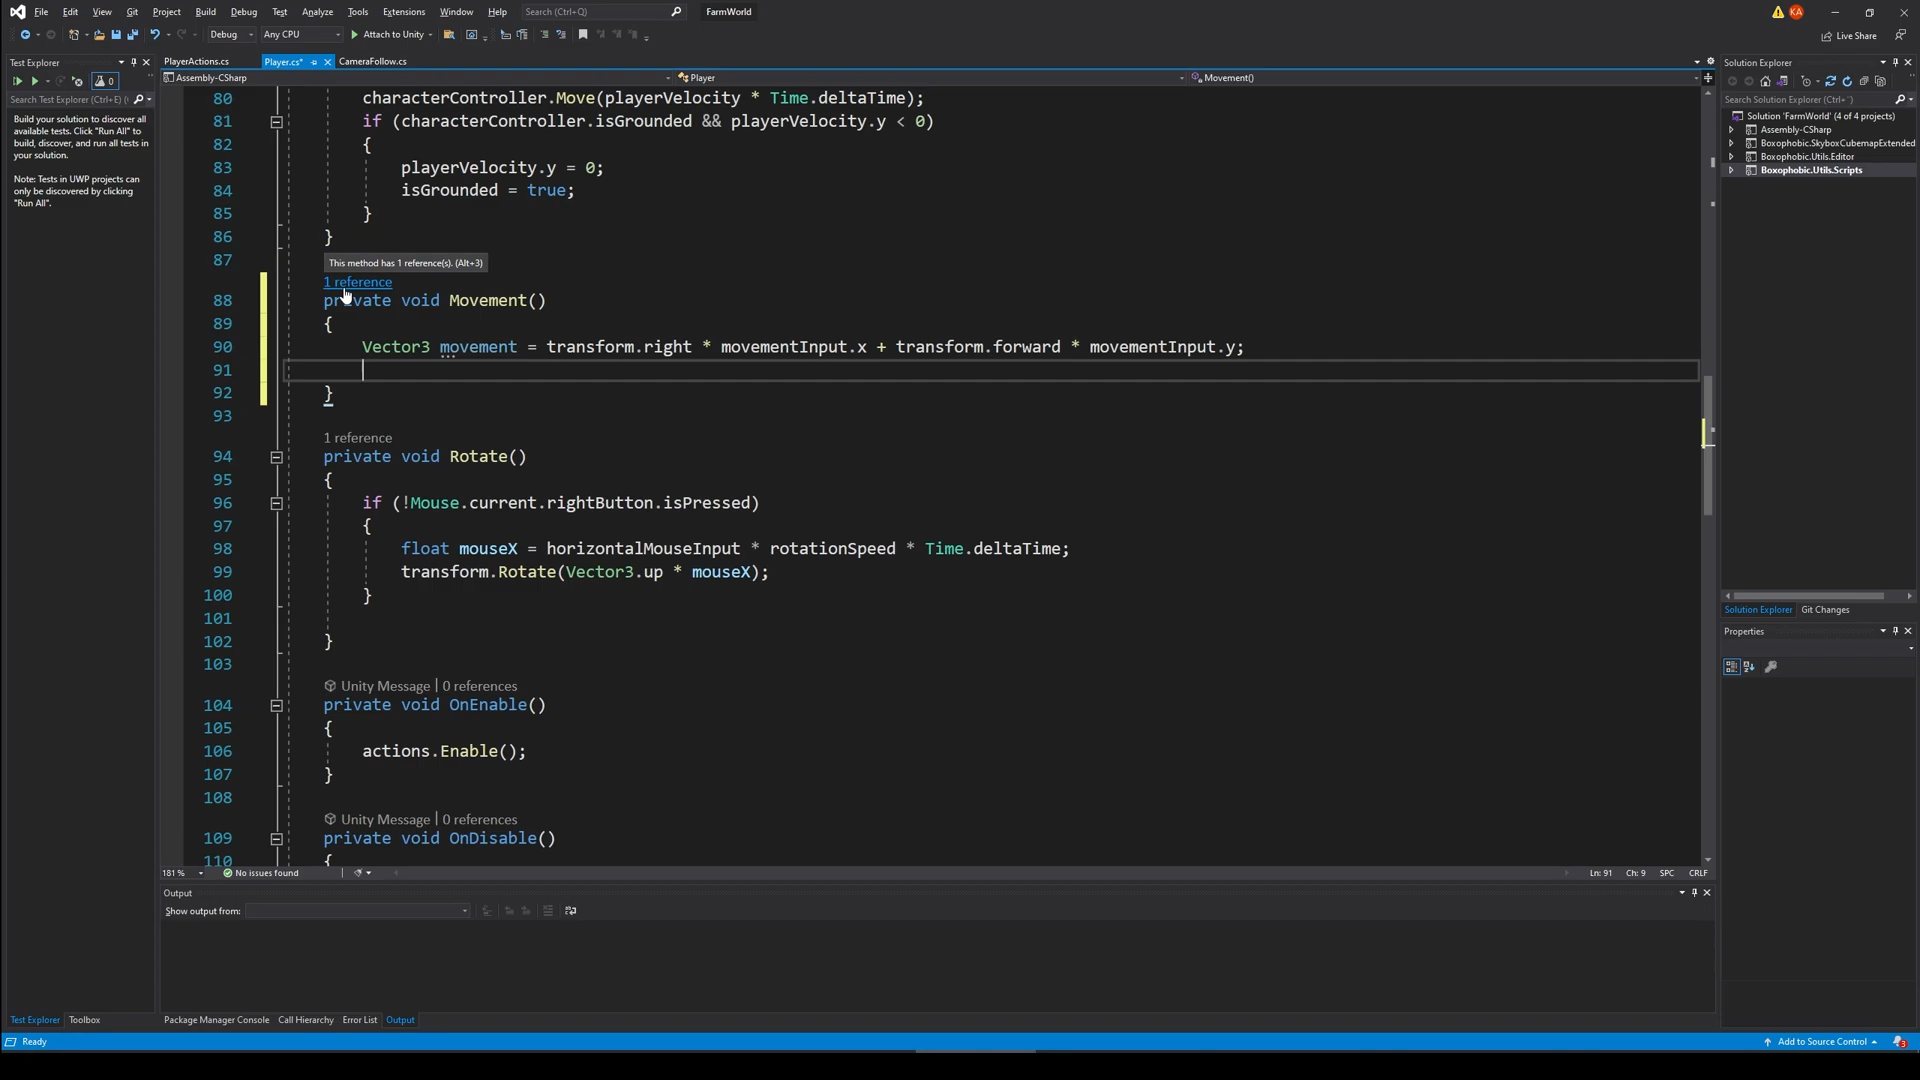 File Edit View Git Project Build Debug Test Analyze Tools Extensions Window Help Search (Ctrl+Q) FarmWorld KA
Debug Any CPU Attach to Unity Live Share
Test Explorer
0
Search Test Explorer (Ctrl+E)
Build your solution to discover all
available tests. Click "Run All" to
build, discover, and run all tests in
your solution.
Note: Tests in UWP projects can
only be discovered by clicking
"Run All".
PlayerActions.cs Player.cs* CameraFollow.cs
Assembly-CSharp Player Movement()
80 characterController.Move(playerVelocity * Time.deltaTime);
81 if (characterController.isGrounded && playerVelocity.y < 0)
82 {
83 playerVelocity.y = 0;
84 isGrounded = true;
85 }
86 }
87 This method has 1 reference(s). (Alt+3)
1 reference
88 private void Movement()
89 {
90 Vector3 movement = transform.right * movementInput.x + transform.forward * movementInput.y;
91
92 }
93
1 reference
94 private void Rotate()
95 {
96 if (!Mouse.current.rightButton.isPressed)
97 {
98 float mouseX = horizontalMouseInput * rotationSpeed * Time.deltaTime;
99 transform.Rotate(Vector3.up * mouseX);
100 }
101
102 }
103
Unity Message | 0 references
104 private void OnEnable()
105 {
106 actions.Enable();
107 }
108
Unity Message | 0 references
109 private void OnDisable()
110 {
181 % No issues found Ln: 91 Ch: 9 SPC CRLF
Output
Show output from:
Solution Explorer
Search Solution Explorer (Ctrl+¨)
Solution 'FarmWorld' (4 of 4 projects)
Assembly-CSharp
Boxophobic.SkyboxCubemapExtended
Boxophobic.Utils.Editor
Boxophobic.Utils.Scripts
Solution Explorer Git Changes
Properties
Test Explorer Toolbox
Package Manager Console Call Hierarchy Error List Output
Ready Add to Source Control 3